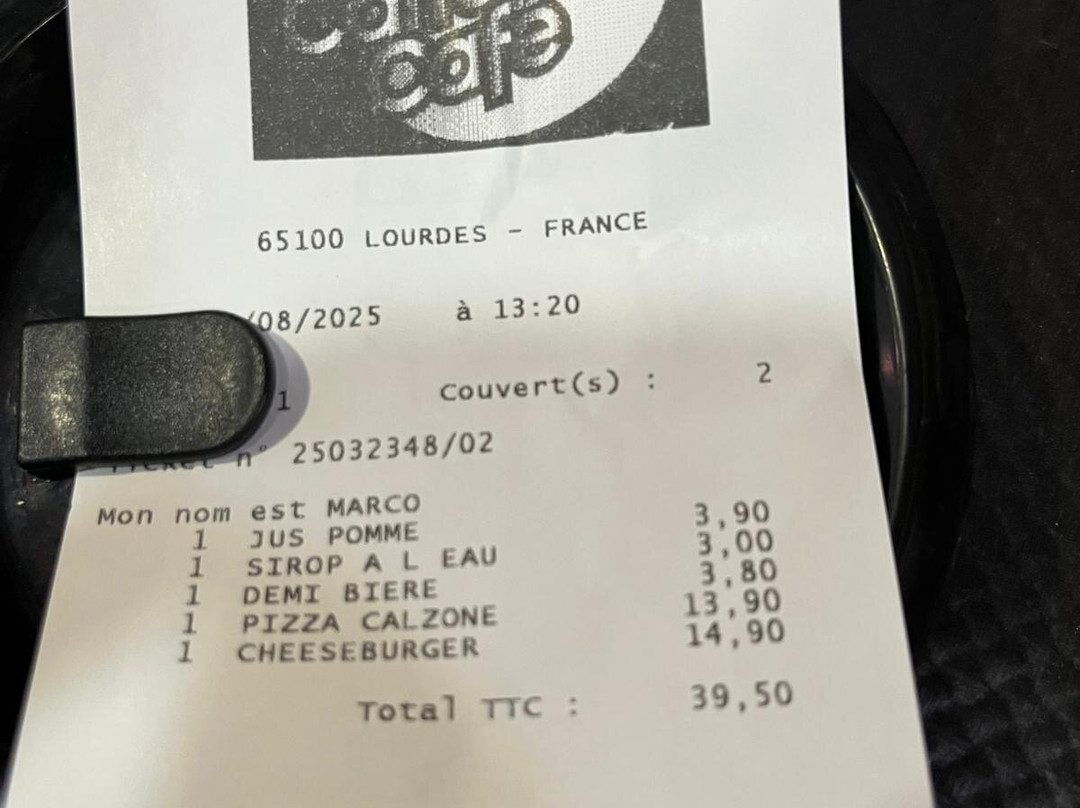 café
65100 LOURDES - FRANCE
/08/2025 à 13:20
1 Couvert(s) : 2
Ticket n° 25032348/02
Mon nom est MARCO
1 JUS POMME 3,90
1 SIROP A L EAU 3,00
1 DEMI BIERE 3,80
1 PIZZA CALZONE 13,90
1 CHEESEBURGER 14,90
Total TTC : 39,50